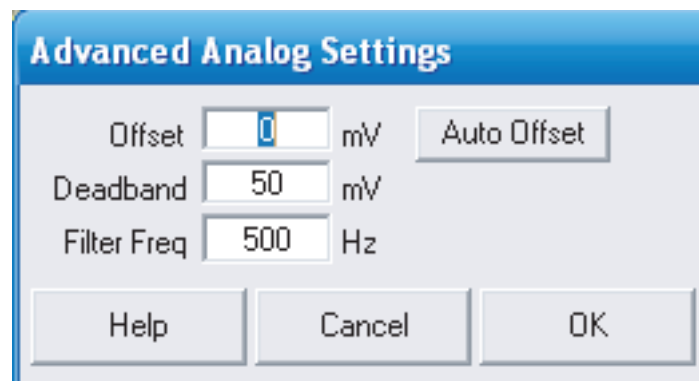 Advanced Analog Settings
Offset 0 mV Auto Offset
Deadband 50 mV
Filter Freq 500 Hz
Help Cancel OK